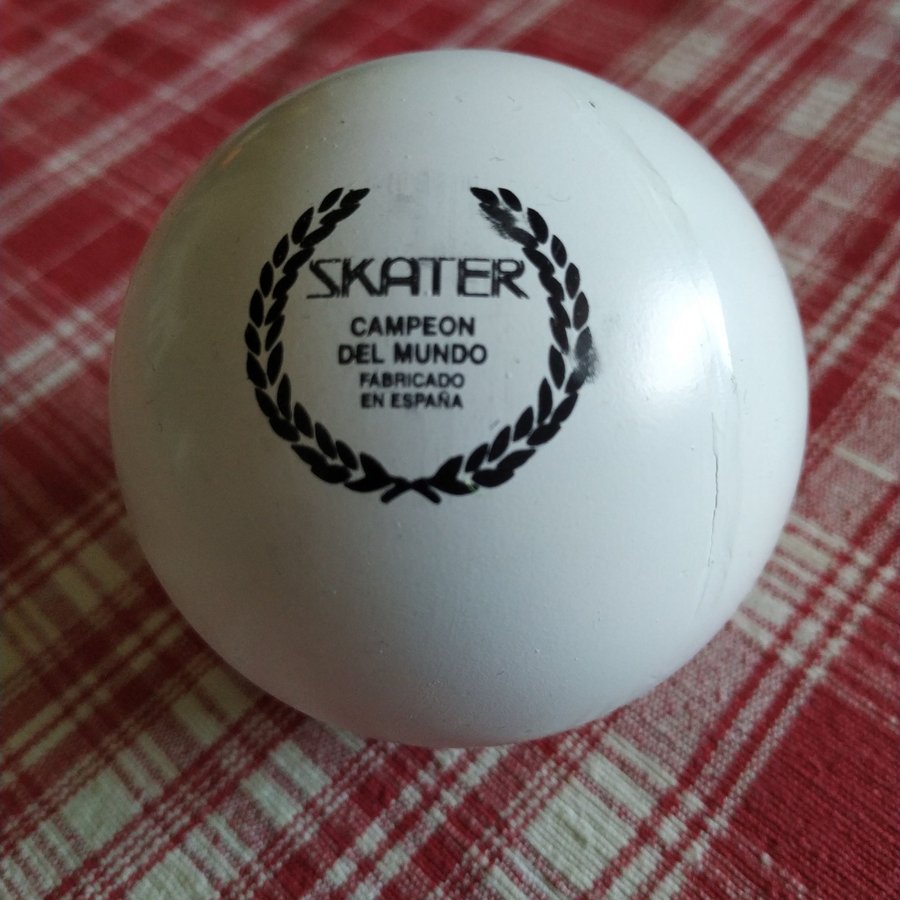 SKATER
CAMPEON
DEL MUNDO
FABRICADO
EN ESPAÑA